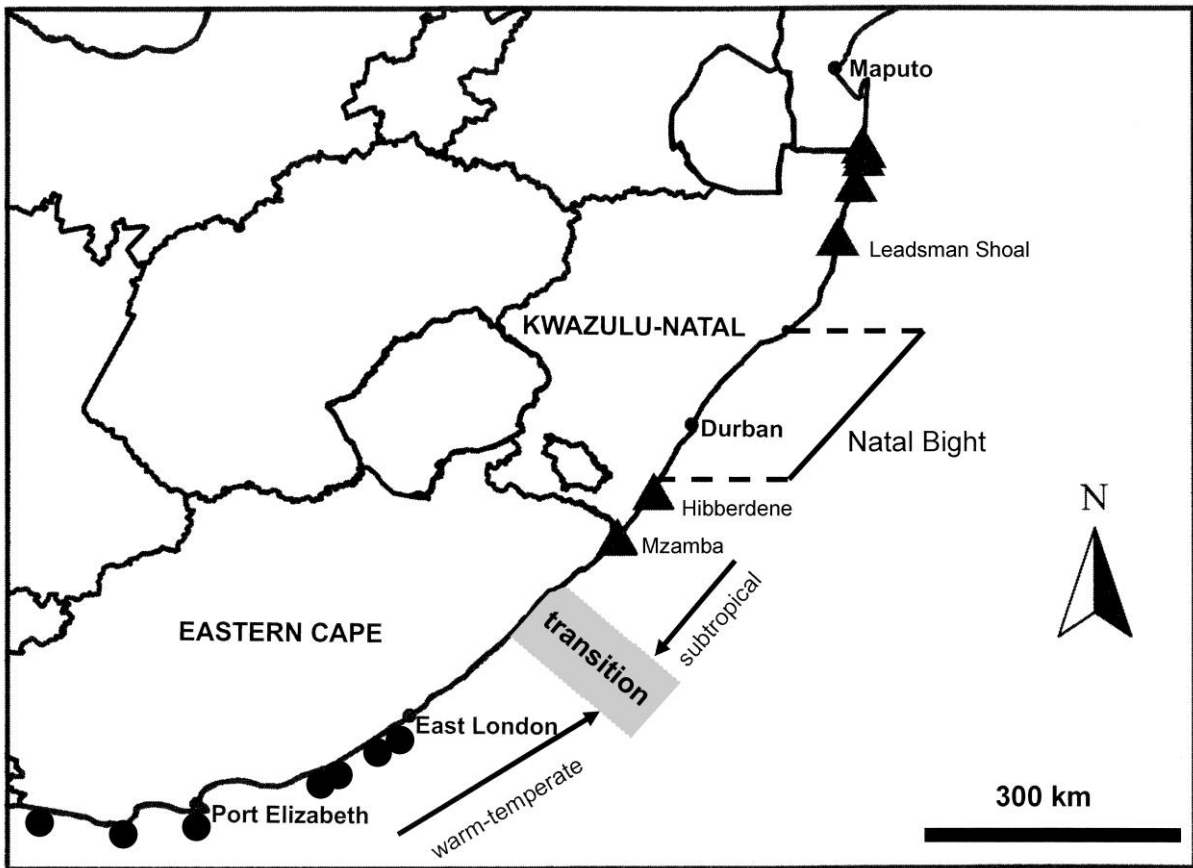 Maputo
Leadsman Shoal
KWAZULU-NATAL
Durban
Natal Bight
Hibberdene
N
Mzamba
subtropical
EASTERN CAPE
transition
East London
warm-temperate
300 km
Port Elizabeth